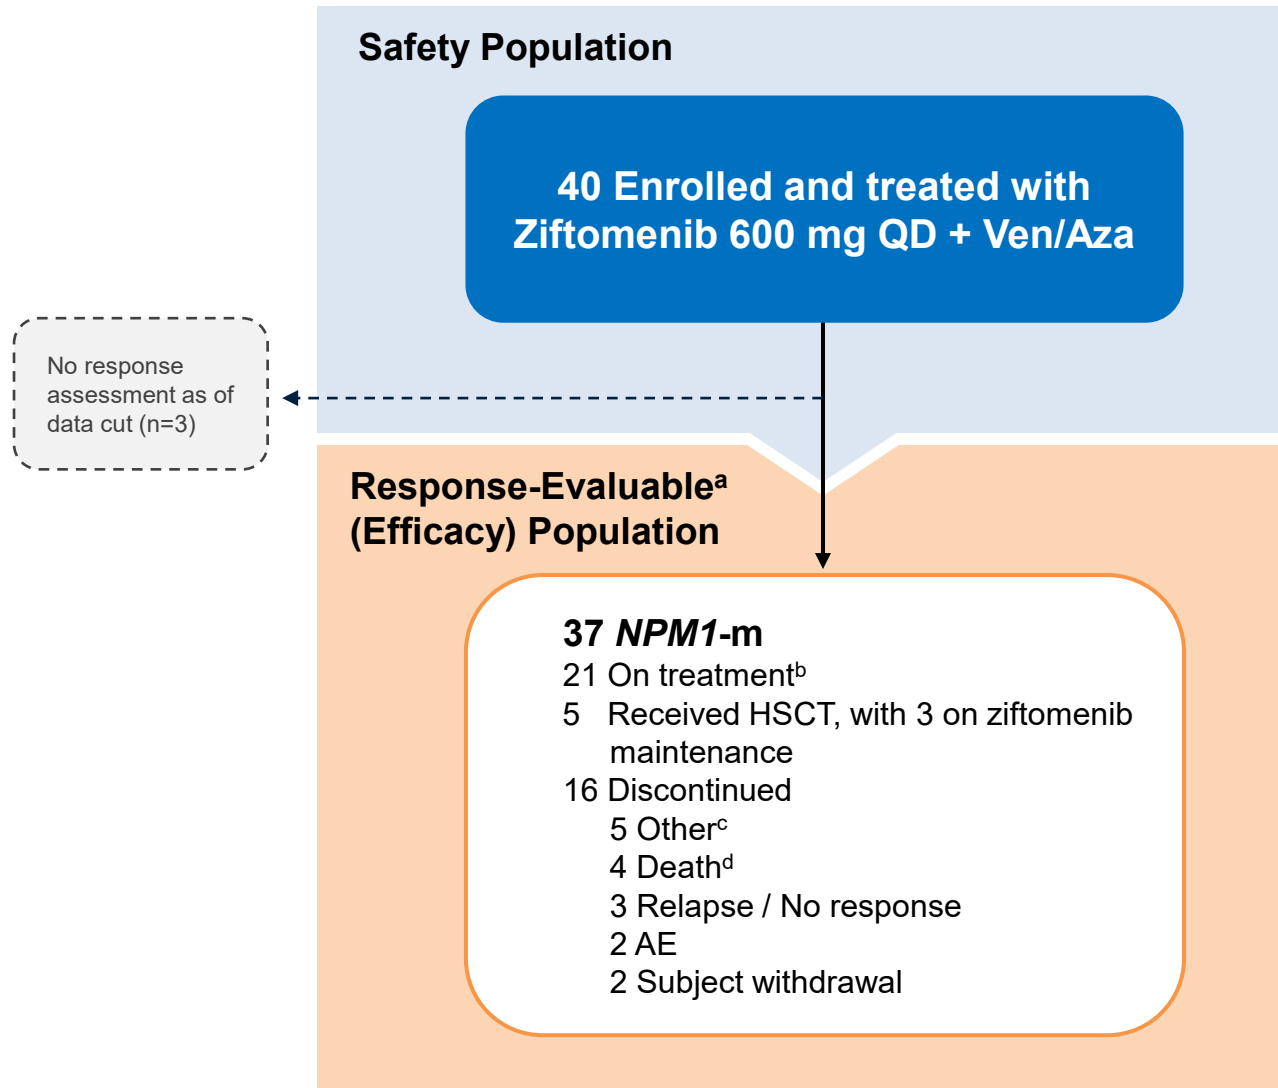 Safety Population
40 Enrolled and treated with
Ziftomenib 600 mg QD + Ven/Aza
No response
assessment as of
data cut (n=3)
Response-Evaluableᵃ
(Efficacy) Population
37 NPM1-m
21 On treatmentᵇ
5 Received HSCT, with 3 on ziftomenib
maintenance
16 Discontinued
5 Otherᶜ
4 Deathᵈ
3 Relapse / No response
2 AE
2 Subject withdrawal